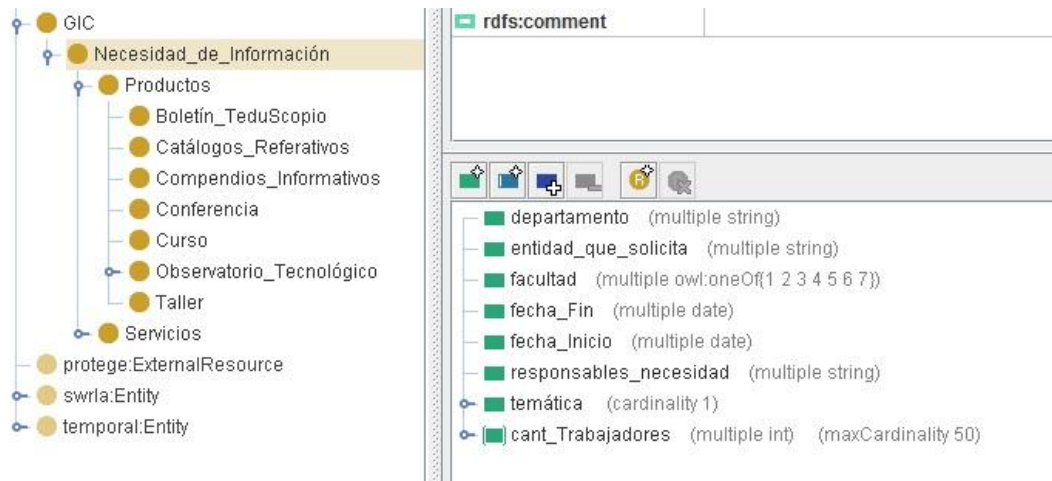 GIC
Necesidad_de_Información
Productos
Boletín_TeduScopio
Catálogos_Referativos
Compendios_Informativos
Conferencia
Curso
Observatorio_Tecnológico
Taller
Servicios
protege:ExternalResource
swrla:Entity
temporal:Entity
rdfs:comment
R
R
departamento (multiple string)
entidad_que_solicita (multiple string)
facultad (multiple owl:oneOf{1 2 3 4 5 6 7})
fecha_Fin (multiple date)
fecha_Inicio (multiple date)
responsables_necesidad (multiple string)
temática (cardinality 1)
cant_Trabajadores (multiple int) (maxCardinality 50)